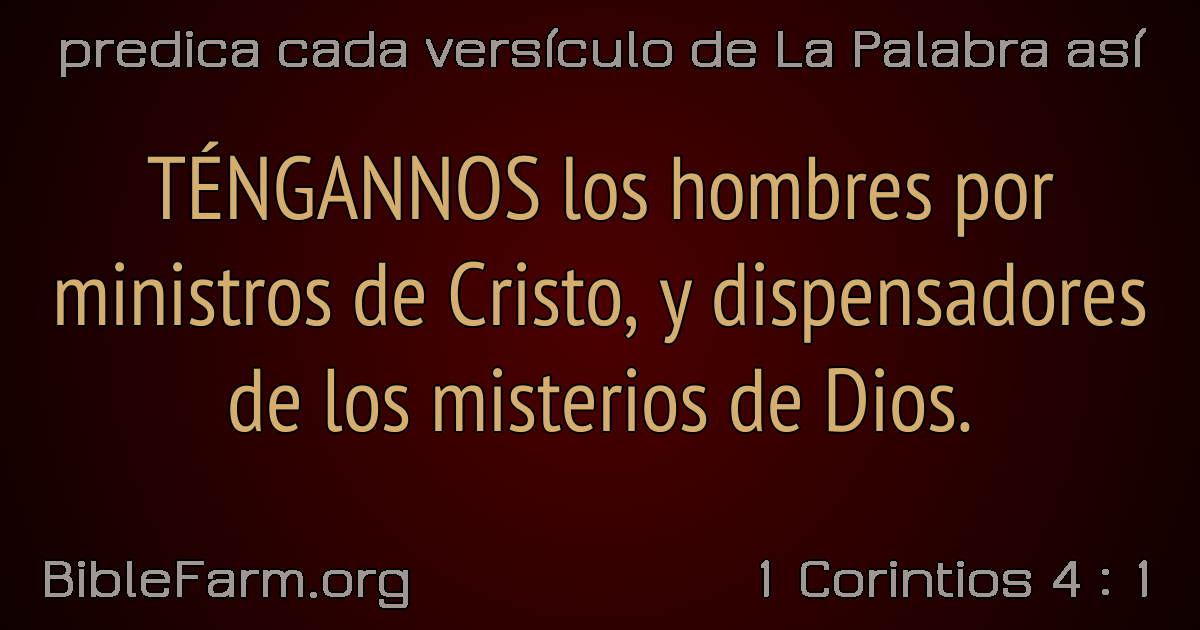 predica cada versículo de La Palabra así
TÉNGANNOS los hombres por
ministros de Cristo, y dispensadores
de los misterios de Dios.
BibleFarm.org
1 Corintios 4 : 1